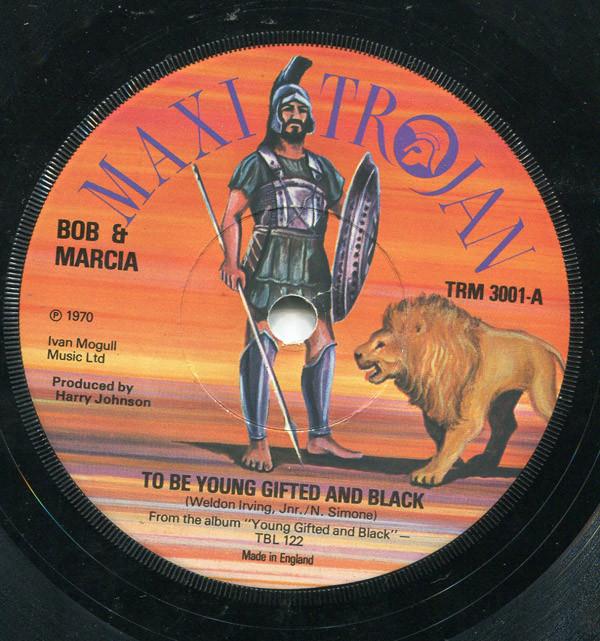 MAXI TROJAN
BOB &
MARCIA
TRM 3001-A
℗ 1970
Ivan Mogull
Music Ltd
Produced by
Harry Johnson
TO BE YOUNG GIFTED AND BLACK
(Weldon Irving, Jnr./N. Simone)
From the album "Young Gifted and Black"—
TBL 122
Made in England